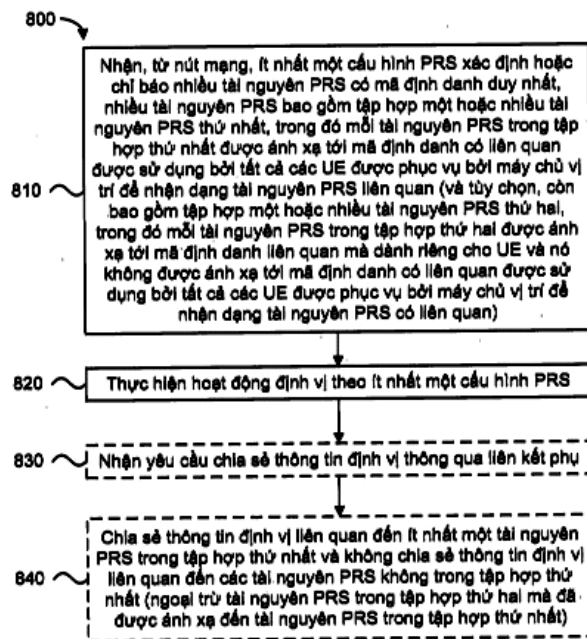 800
810
Nhận, từ nút mạng, ít nhất một cấu hình PRS xác định hoặc
chỉ báo nhiều tài nguyên PRS có mã định danh duy nhất,
nhiều tài nguyên PRS bao gồm tập hợp một hoặc nhiều tài
nguyên PRS thứ nhất, trong đó mỗi tài nguyên PRS trong tập
hợp thứ nhất được ánh xạ tới mã định danh có liên quan
được sử dụng bởi tất cả các UE được phục vụ bởi máy chủ vị
trí để nhận dạng tài nguyên PRS liên quan (và tùy chọn, còn
bao gồm tập hợp một hoặc nhiều tài nguyên PRS thứ hai,
trong đó mỗi tài nguyên PRS trong tập hợp thứ hai được ánh
xạ tới mã định danh liên quan mà dành riêng cho UE và nó
không được ánh xạ tới mã định danh có liên quan được sử
dụng bởi tất cả các UE được phục vụ bởi máy chủ vị trí để
nhận dạng tài nguyên PRS có liên quan)
820
Thực hiện hoạt động định vị theo ít nhất một cấu hình PRS
830
Nhận yêu cầu chia sẻ thông tin định vị thông qua liên kết phụ
840
Chia sẻ thông tin định vị liên quan đến ít nhất một tài nguyên
PRS trong tập hợp thứ nhất và không chia sẻ thông tin định vị
liên quan đến các tài nguyên PRS không trong tập hợp thứ
nhất (ngoại trừ tài nguyên PRS trong tập hợp thứ hai mà đã
được ánh xạ đến tài nguyên PRS trong tập hợp thứ nhất)